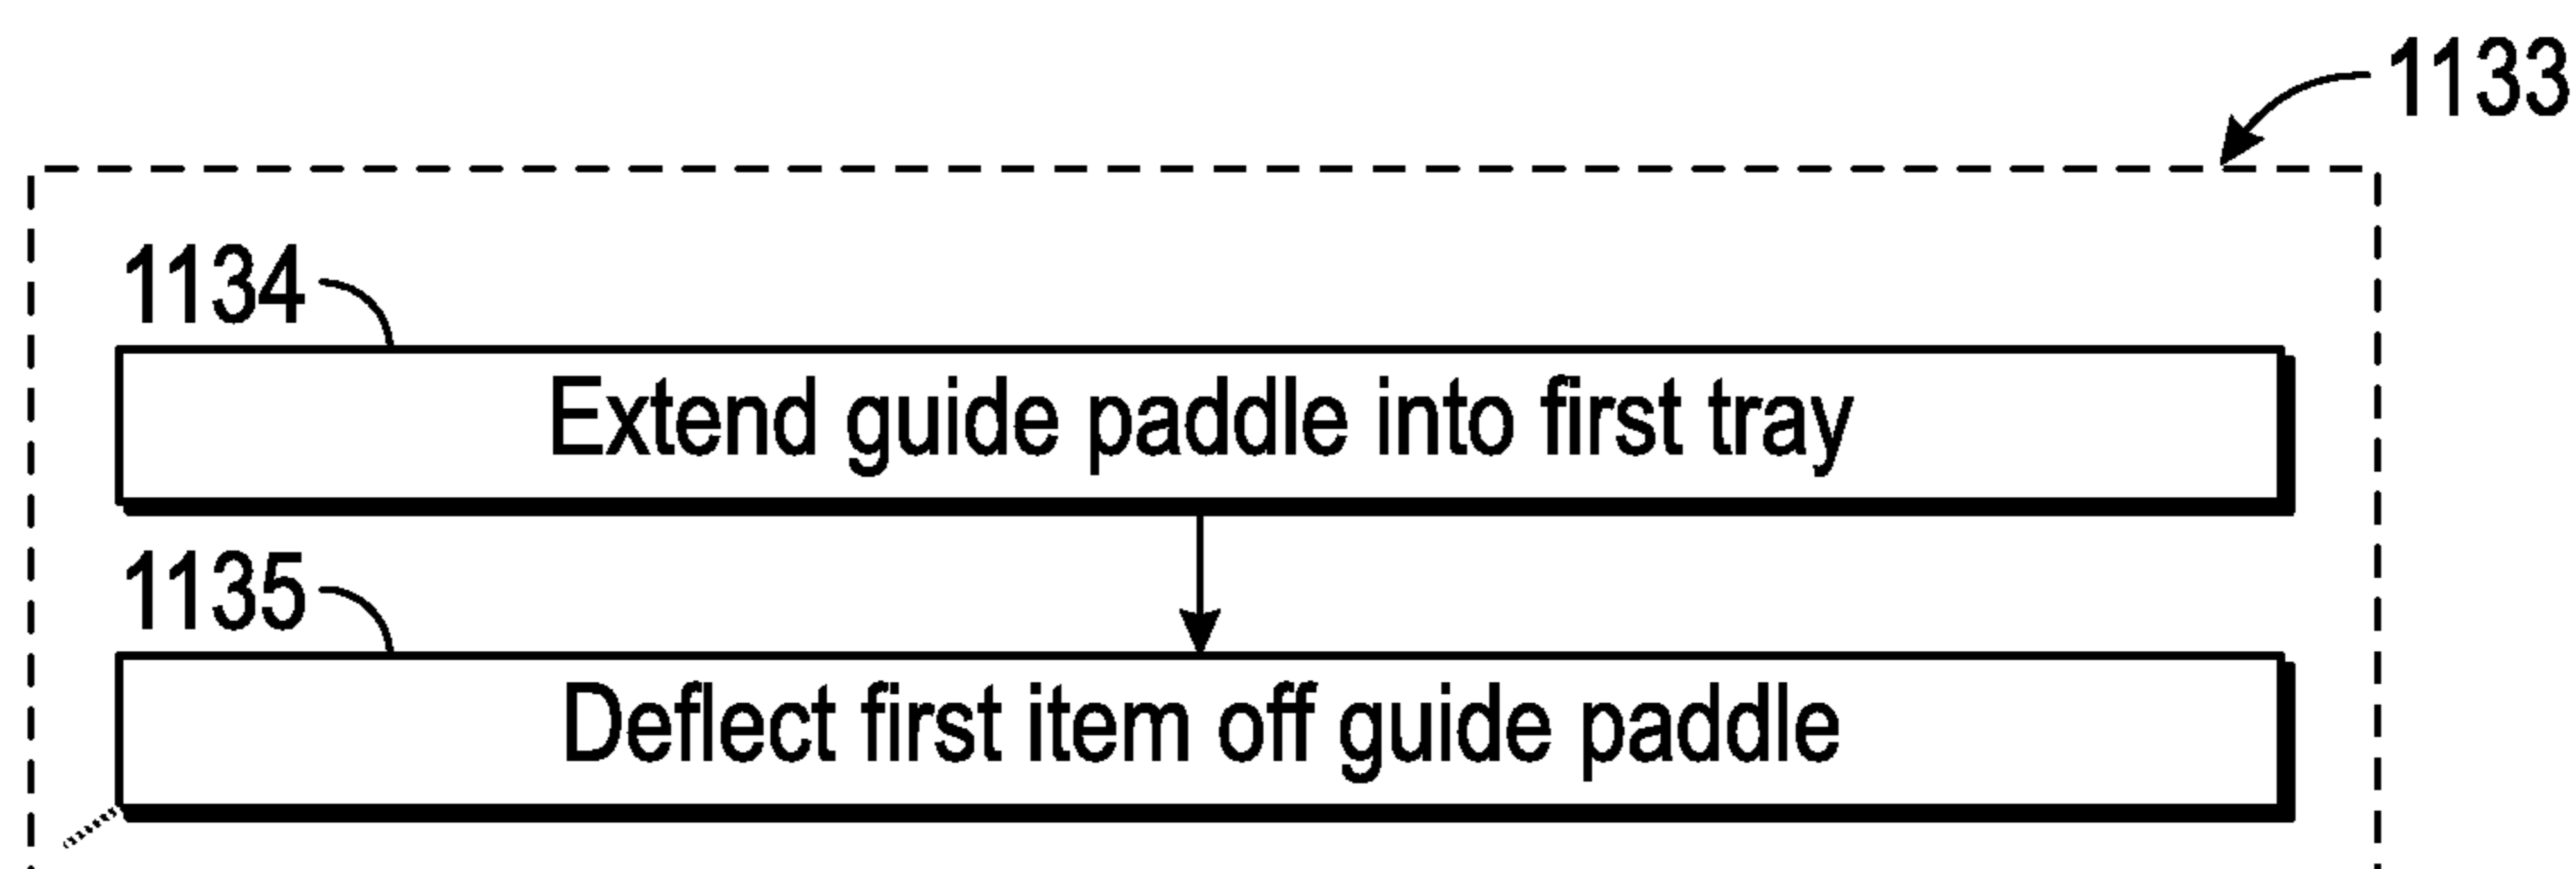 1133
1134
Extend guide paddle into first tray
1135
Deflect first item off guide paddle